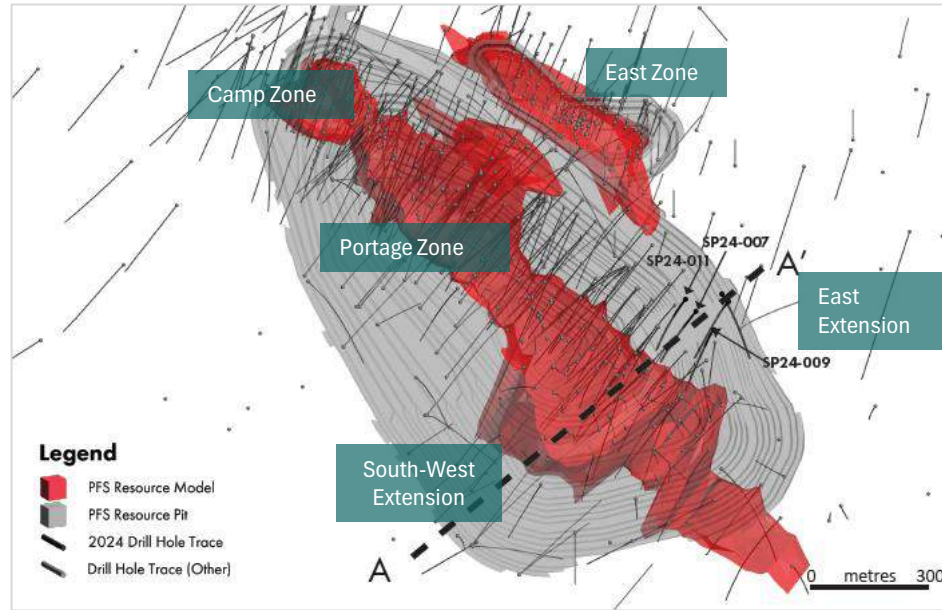 Camp Zone
East Zone
Portage Zone
SP24-007
SP24-011
A'
East
Extension
SP24-009
Legend
PFS Resource Model
PFS Resource Pit
2024 Drill Hole Trace
Drill Hole Trace (Other)
South-West
Extension
A
0 metres 300